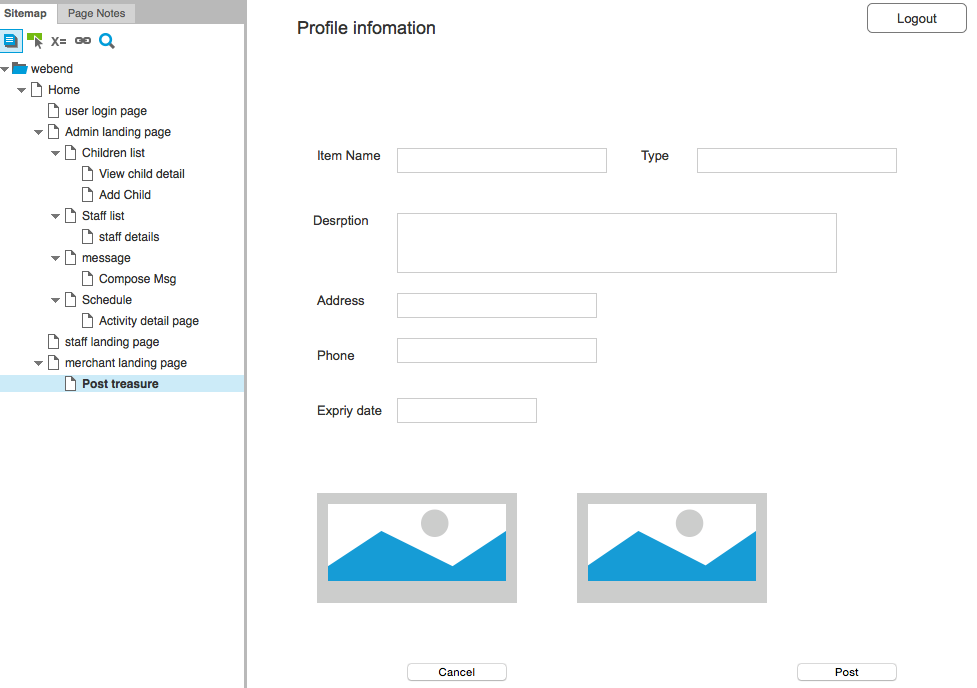 Sitemap
Page Notes
X=
webend
Home
user login page
Admin landing page
Children list
View child detail
Add Child
Staff list
staff details
message
Compose Msg
Schedule
Activity detail page
staff landing page
merchant landing page
Post treasure
Profile infomation
Logout
Item Name
Type
Desrption
Address
Phone
Expriy date
Cancel
Post